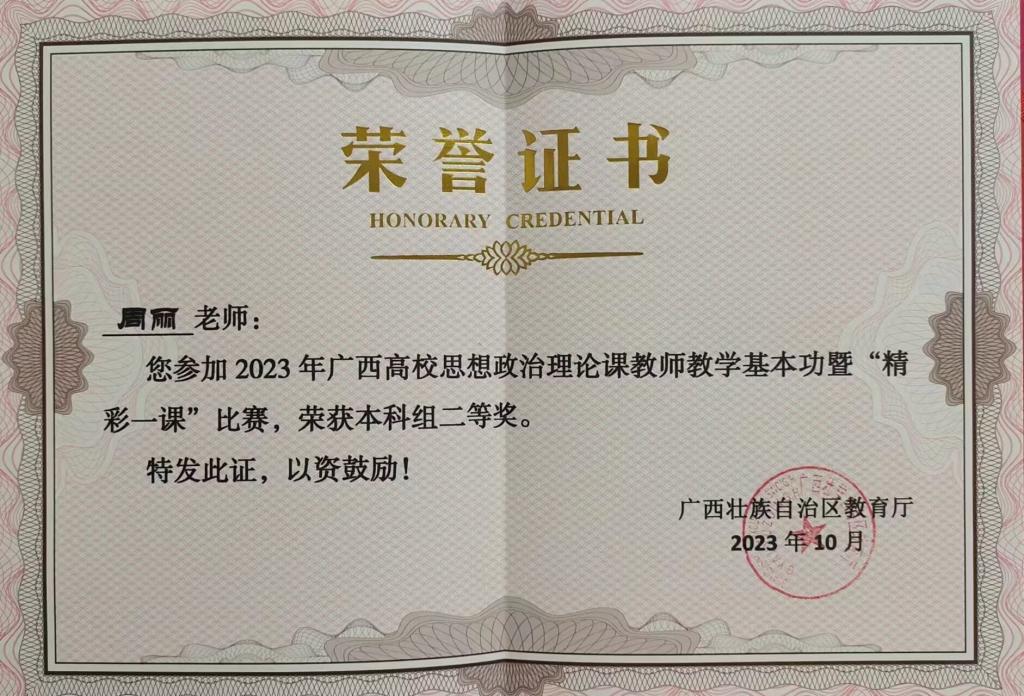 荣誉证书
HONORARY CREDENTIAL
周丽 老师：
您参加 2023 年广西高校思想政治理论课教师教学基本功暨“精
彩一课”比赛，荣获本科组二等奖。
特发此证，以资鼓励！
广西壮族自治区教育厅
2023 年 10 月